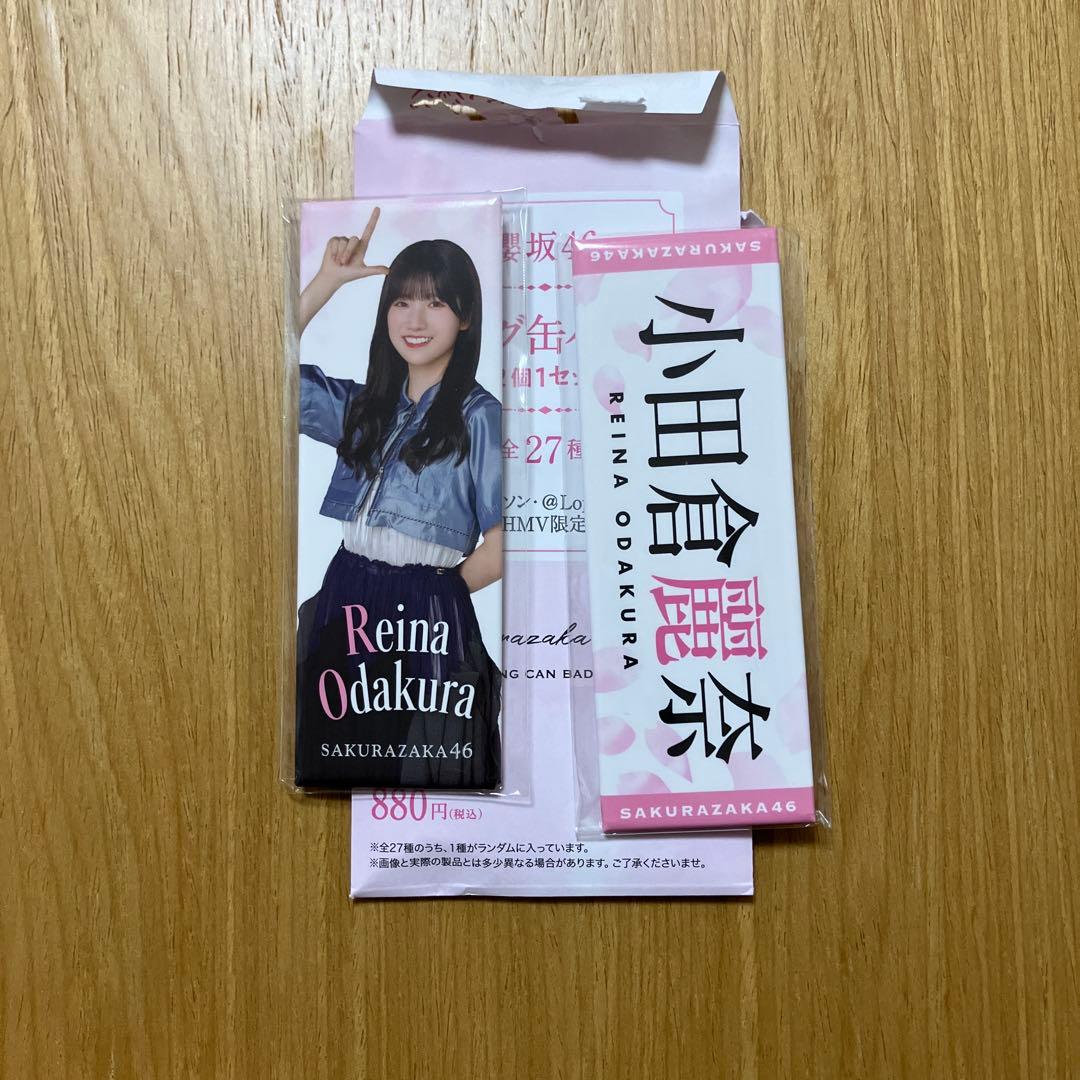 櫻坂46
グ缶バ
2個1セッ
全27種
ソン・@Lop
HMV限定
razaka
NG CAN BAD
880円(税込)
※全27種のうち、1種がランダムに入っています。
※画像と実際の製品とは多少異なる場合があります。ご了承くださいませ。
Reina
Odakura
SAKURAZAKA46
SAKURAZAKA46
小田倉麗奈
REINA ODAKURA
SAKURAZAKA46